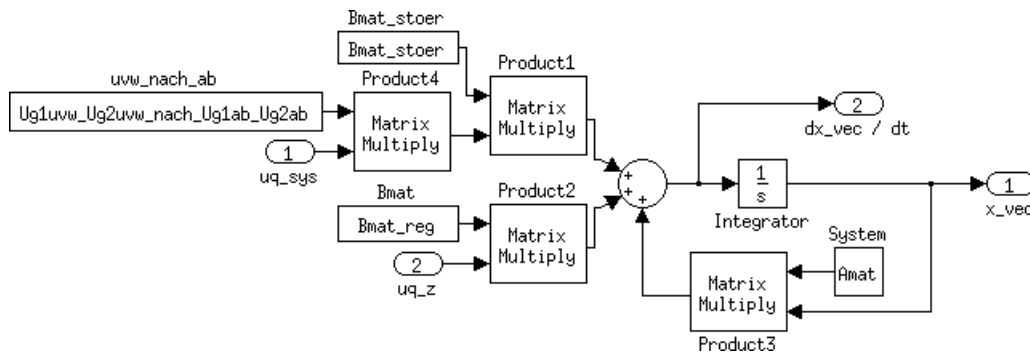 Bmat_stoer
Bmat_stoer
uvw_nach_ab
Ug1uvw_Ug2uvw_nach_Ug1ab_Ug2ab
Product4
Matrix
Multiply
Product1
Matrix
Multiply
1
uq_sys
Bmat
Bmat_reg
2
uq_z
Product2
Matrix
Multiply
+
+
+
2
dx_vec / dt
1
s
Integrator
1
x_vec
System
Amat
Matrix
Multiply
Product3